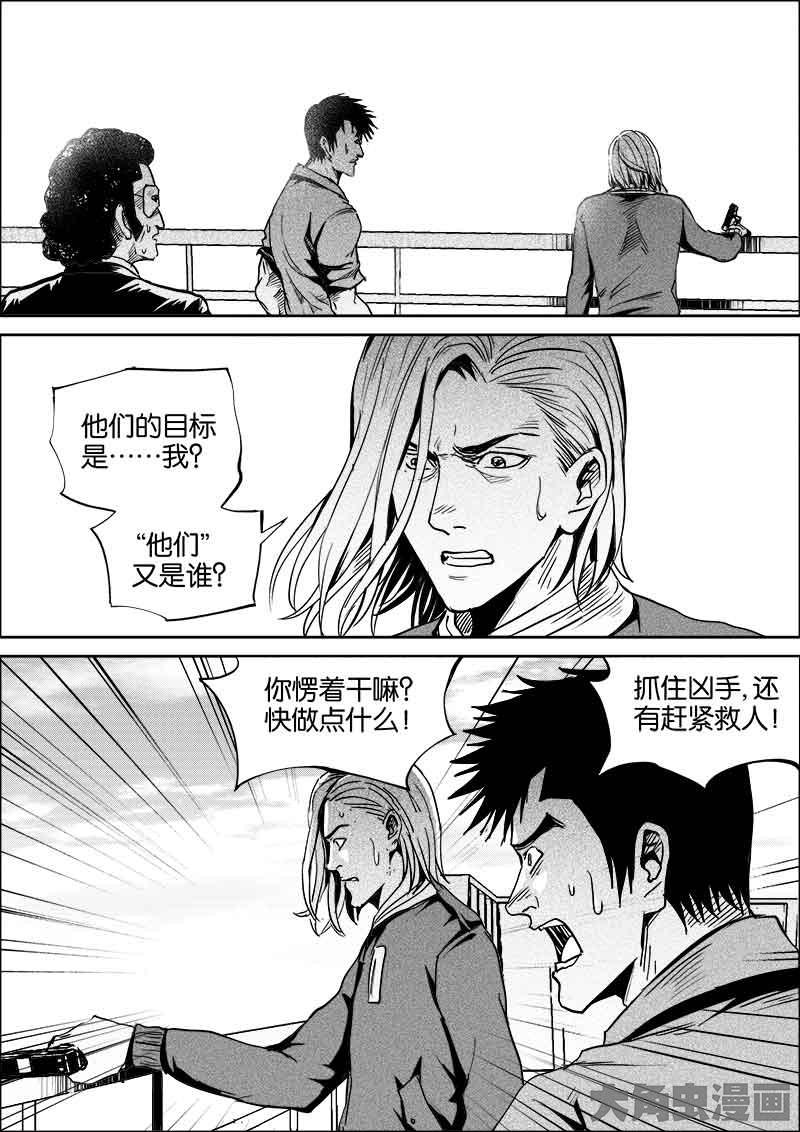 他们的目标
是……我？
“他们”
又是谁？
你愣着干嘛？
快做点什么！
抓住凶手，还
有赶紧救人！
大角虫漫画